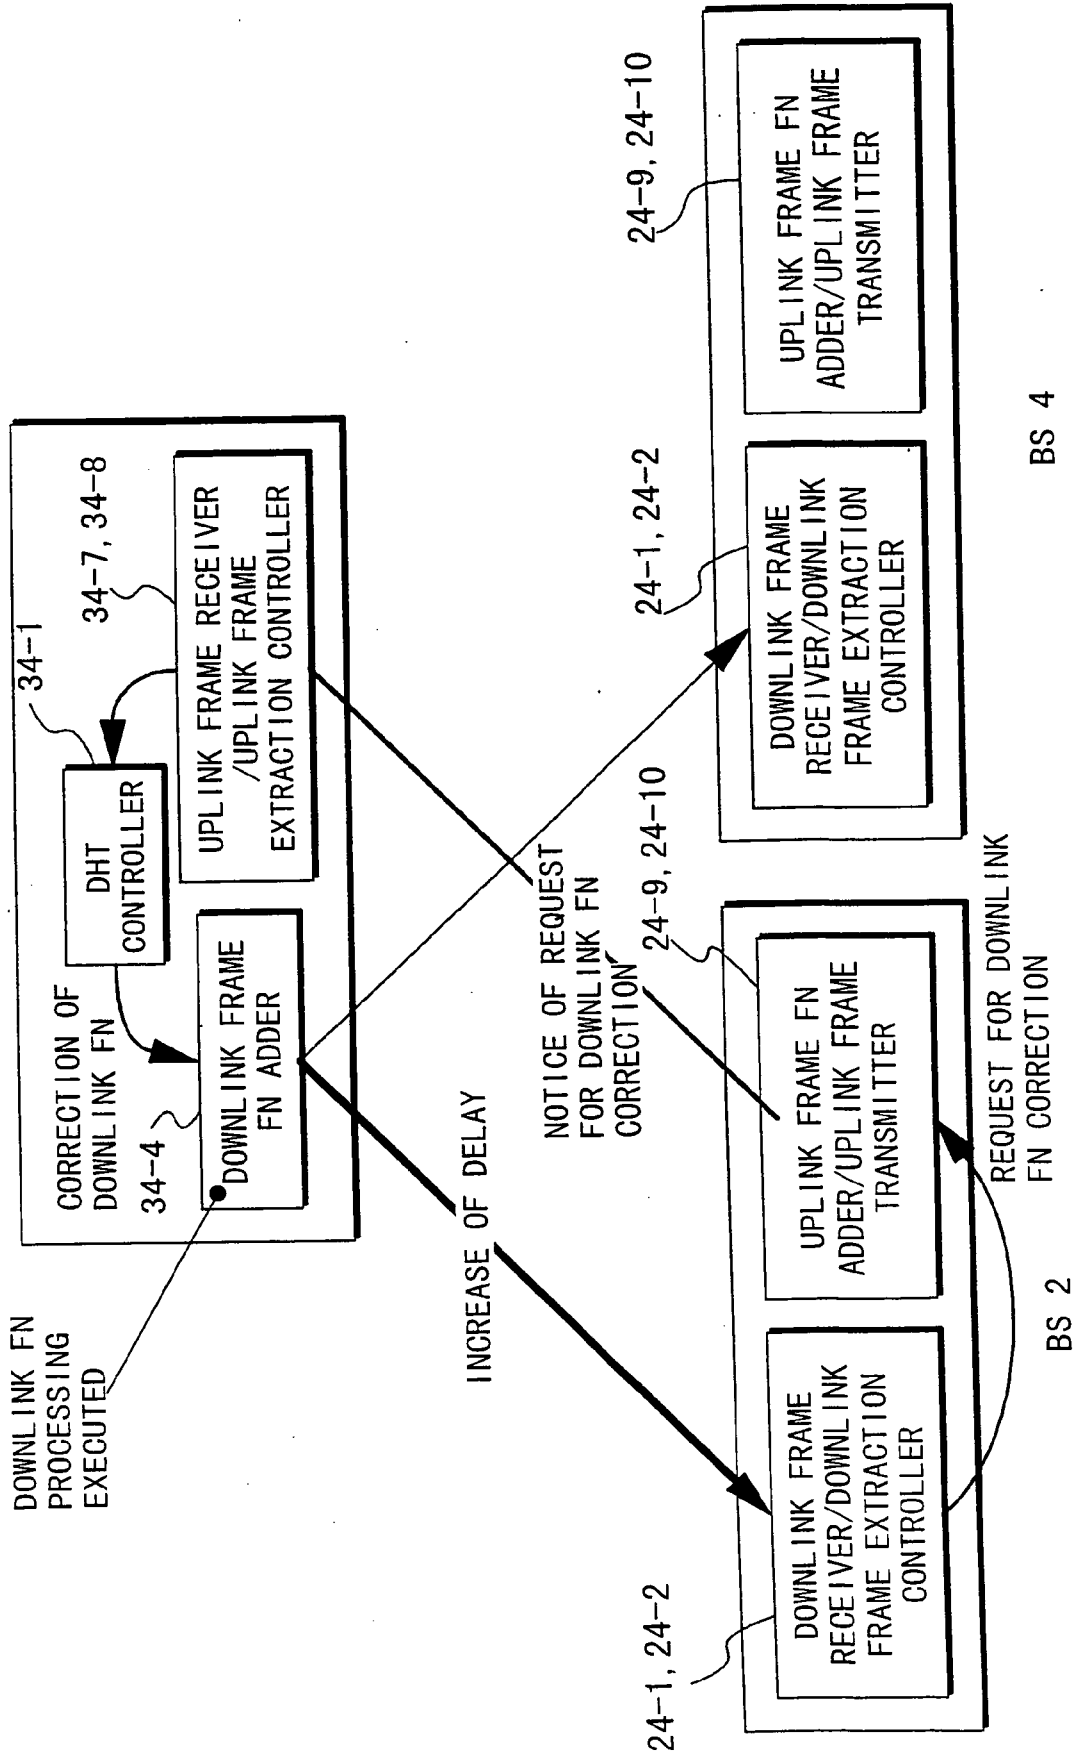 DOWNLINK FN
PROCESSING
EXECUTED
CORRECTION OF
DOWNLINK FN
34-4
DOWNLINK FRAME
FN ADDER
DHT
CONTROLLER
34-1
34-7, 34-8
UPLINK FRAME RECEIVER
/UPLINK FRAME
EXTRACTION CONTROLLER
INCREASE OF DELAY
NOTICE OF REQUEST
FOR DOWNLINK FN
CORRECTION
24-1, 24-2
DOWNLINK FRAME
RECEIVER/DOWNLINK
FRAME EXTRACTION
CONTROLLER
24-9, 24-10
UPLINK FRAME FN
ADDER/UPLINK FRAME
TRANSMITTER
REQUEST FOR DOWNLINK
FN CORRECTION
BS 2
24-1, 24-2
DOWNLINK FRAME
RECEIVER/DOWNLINK
FRAME EXTRACTION
CONTROLLER
24-9, 24-10
UPLINK FRAME FN
ADDER/UPLINK FRAME
TRANSMITTER
BS 4